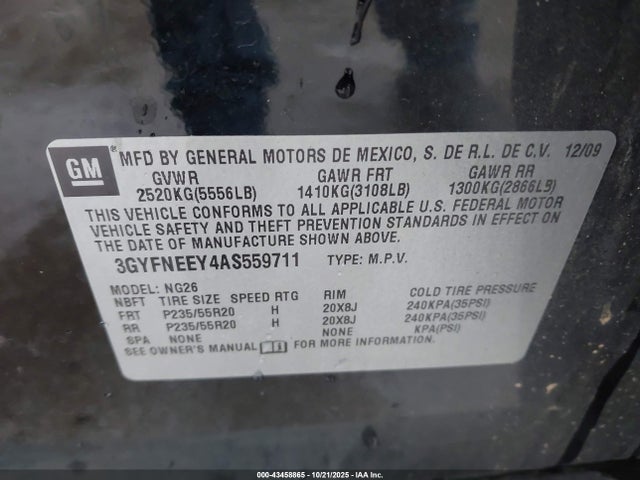 GM ® MFD BY GENERAL MOTORS DE MEXICO, S. DE R.L. DE C.V. 12/09
GVWR GAWR FRT GAWR RR
2520KG(5556LB) 1410KG(3108LB) 1300KG(2866LB)
THIS VEHICLE CONFORMS TO ALL APPLICABLE U.S. FEDERAL MOTOR
VEHICLE SAFETY AND THEFT PREVENTION STANDARDS IN EFFECT ON
THE DATE OF MANUFACTURE SHOWN ABOVE.
3GYFNEEY4AS559711 TYPE: M.P.V.
MODEL: NG26
NBFT TIRE SIZE SPEED RTG RIM COLD TIRE PRESSURE
FRT P235/55R20 H 20X8J 240KPA(35PSI)
RR P235/55R20 H 20X8J 240KPA(35PSI)
SPA NONE NONE KPA(PSI)
SEE OWNER'S MANUAL FOR MORE INFORMATION.
000-43458865 - 10/21/2025 - IAA Inc.